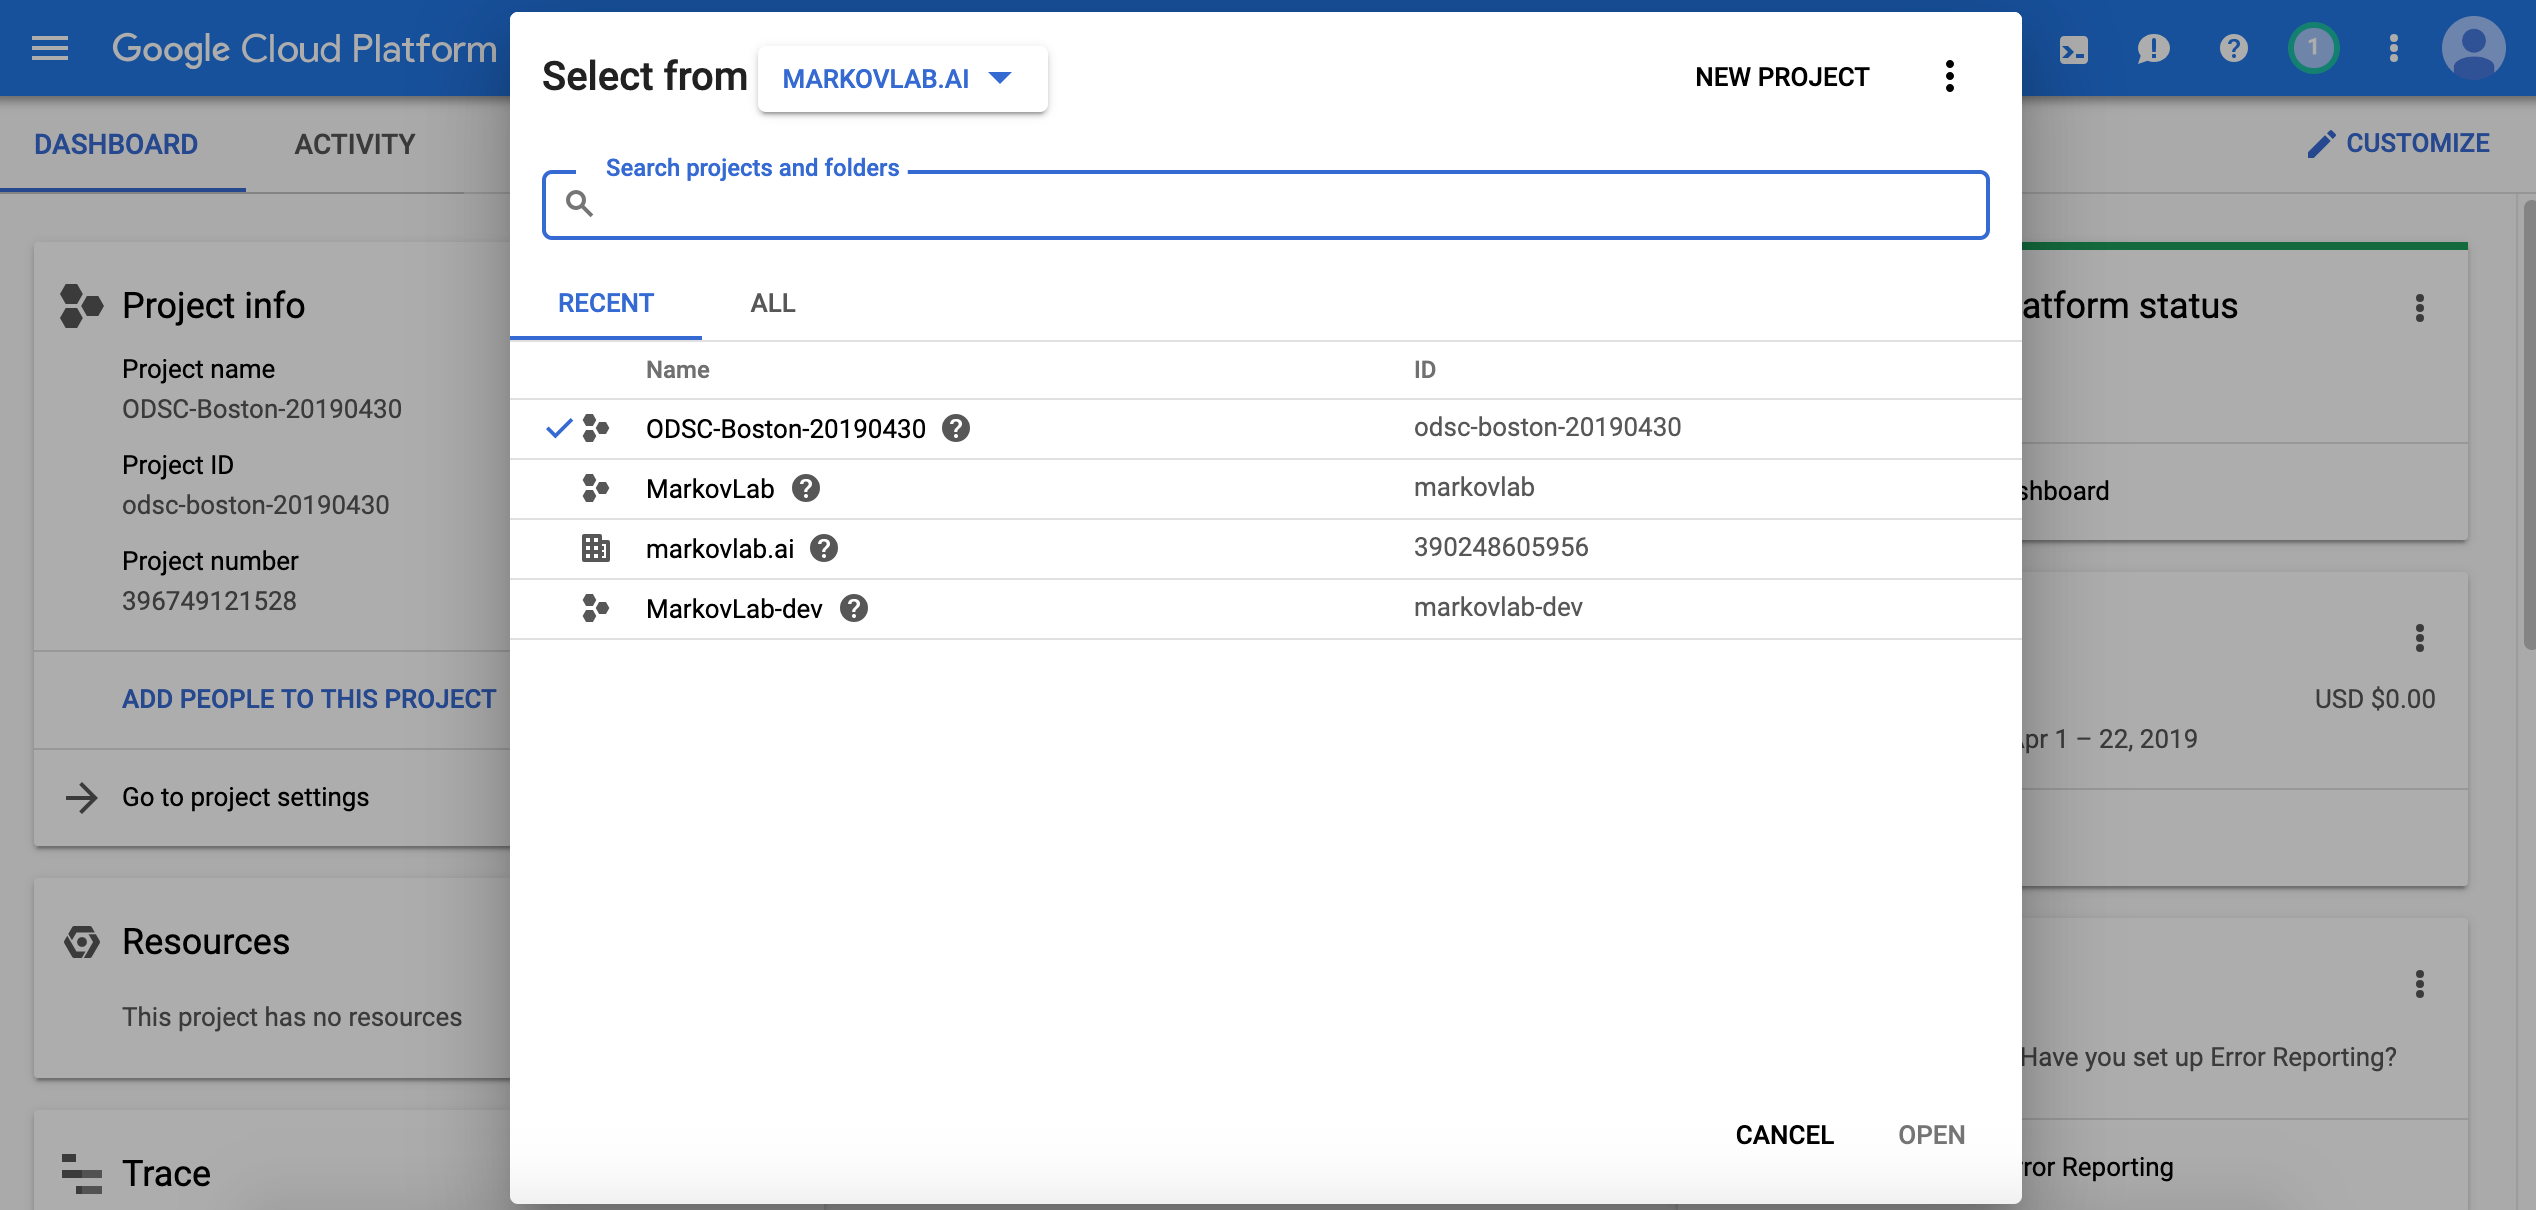 Google Cloud Platform
1
DASHBOARD
ACTIVITY
CUSTOMIZE
Project info
Project name
ODSC-Boston-20190430
Project ID
odsc-boston-20190430
Project number
396749121528
ADD PEOPLE TO THIS PROJECT
Go to project settings
Resources
This project has no resources
Trace
Select from MARKOVLAB.AI
NEW PROJECT
Search projects and folders
RECENT
ALL
Name ID
ODSC-Boston-20190430 odsc-boston-20190430
MarkovLab markovlab
markovlab.ai 390248605956
MarkovLab-dev markovlab-dev
CANCEL
OPEN
atform status
shboard
USD $0.00
pr 1 – 22, 2019
Have you set up Error Reporting?
ror Reporting